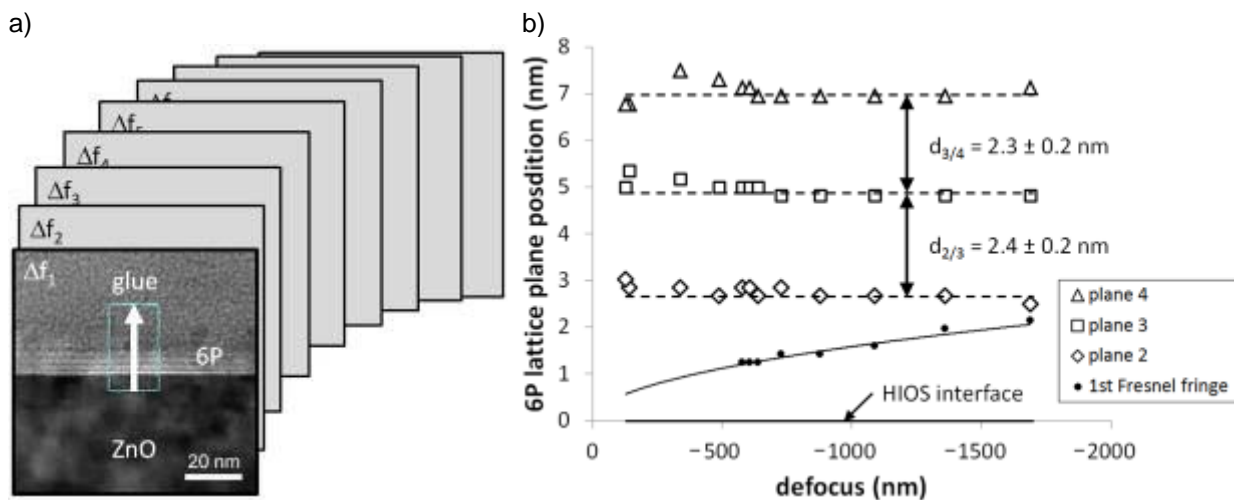 a)
Δf₅
Δf₄
Δf₃
Δf₂
Δf₁
glue
6P
ZnO
20 nm
b)
6P lattice plane posdition (nm)
8
7
6
5
4
3
2
1
0
d3/4 = 2.3 ± 0.2 nm
d2/3 = 2.4 ± 0.2 nm
HIOS interface
plane 4
plane 3
plane 2
1st Fresnel fringe
0 −500 −1000 −1500 −2000
defocus (nm)